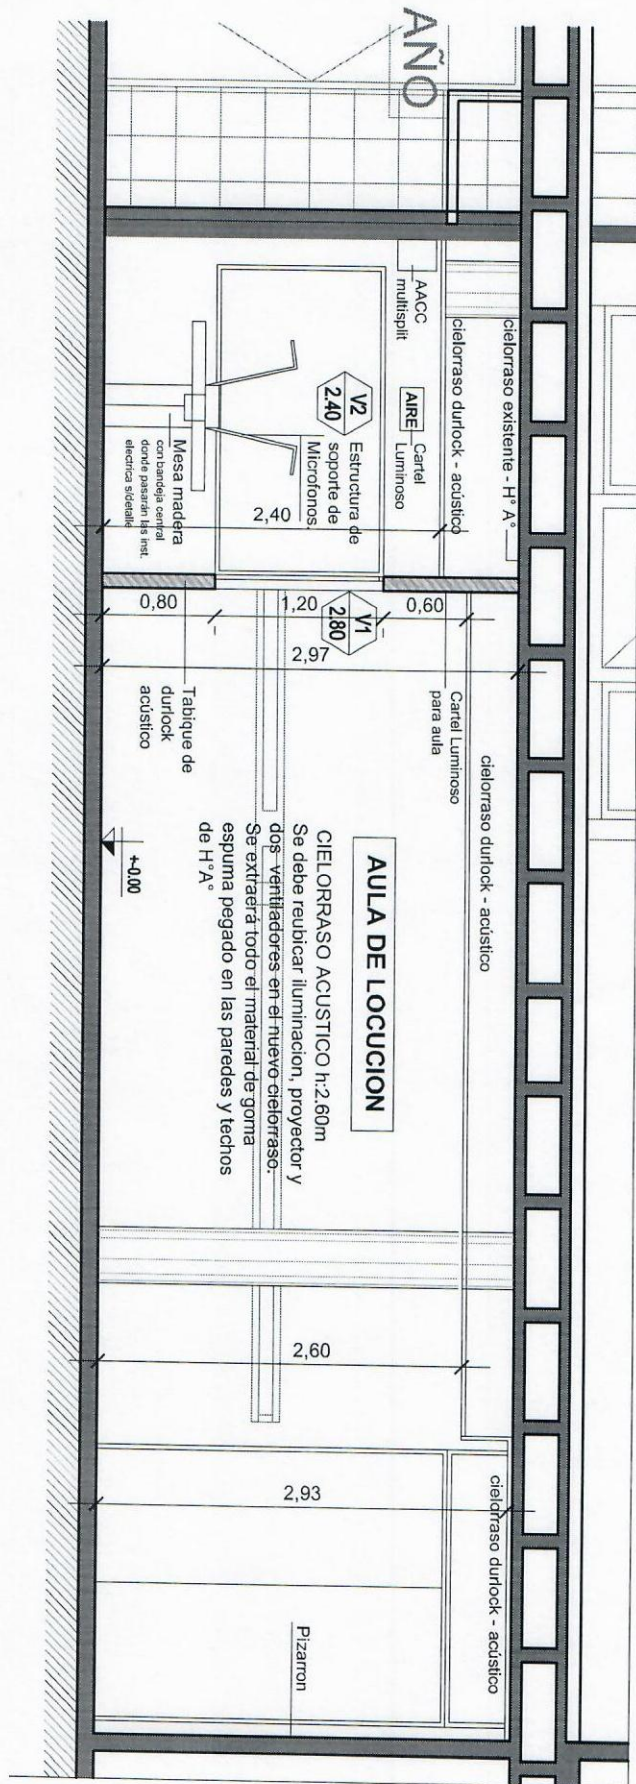 AÑO
cielorraso existente - H° A°
cielorraso durlock - acústico
AACC
multisplit
AIRE
Cartel
Luminoso
V2
2.40
Estructura de
soporte de
Microfonos.
Mesa madera
con bandeja central
donde pasarán las inst.
electrica s/detalle
2,40
0,80
1,20
V1
2.80
0,60
2,97
Cartel Luminoso
para aula
Tabique de
durlock
acústico
cielorraso durlock - acústico
+-0.00
AULA DE LOCUCION
CIELORRASO ACUSTICO h:2.60m
Se debe reubicar iluminacion, proyector y
dos ventiladores en el nuevo cielorraso.
Se extraerá todo el material de goma
espuma pegado en las paredes y techos
de H°A°
2,60
2,93
cielorraso durlock - acústico
Pizarron